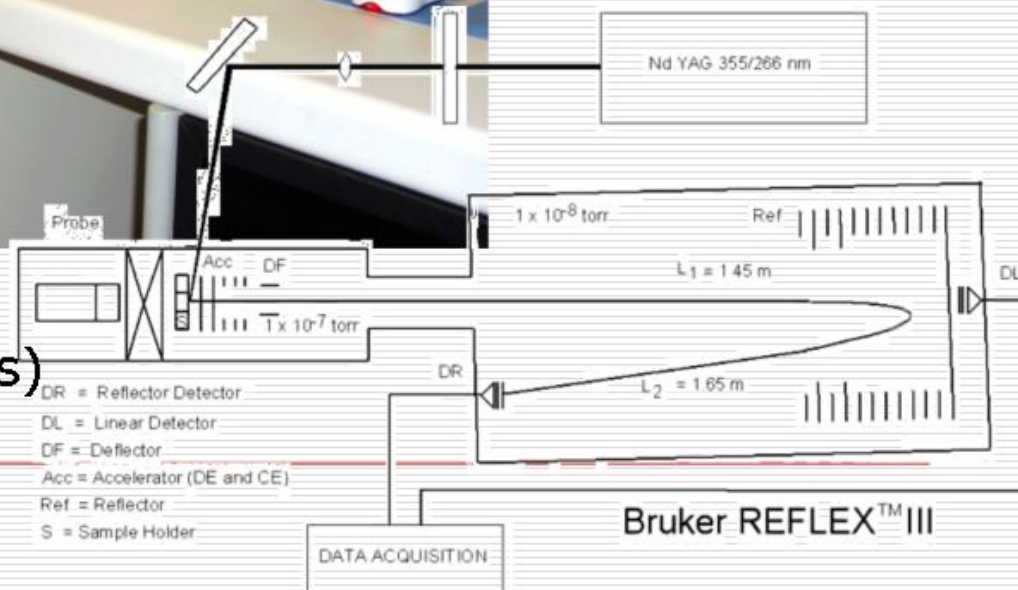 Nd YAG 355/266 nm
Probe
1 x 10-8 torr
Ref
Acc
DF
L1 = 1 45 m
DL
S
1 x 10-7 torr
s)
DR
L2 = 1.65 m
DR = Reflector Detector
DL = Linear Detector
DF = Deflector
Acc = Accelerator (DE and CE)
Ref = Reflector
S = Sample Holder
Bruker REFLEX™III
DATA ACQUISITION